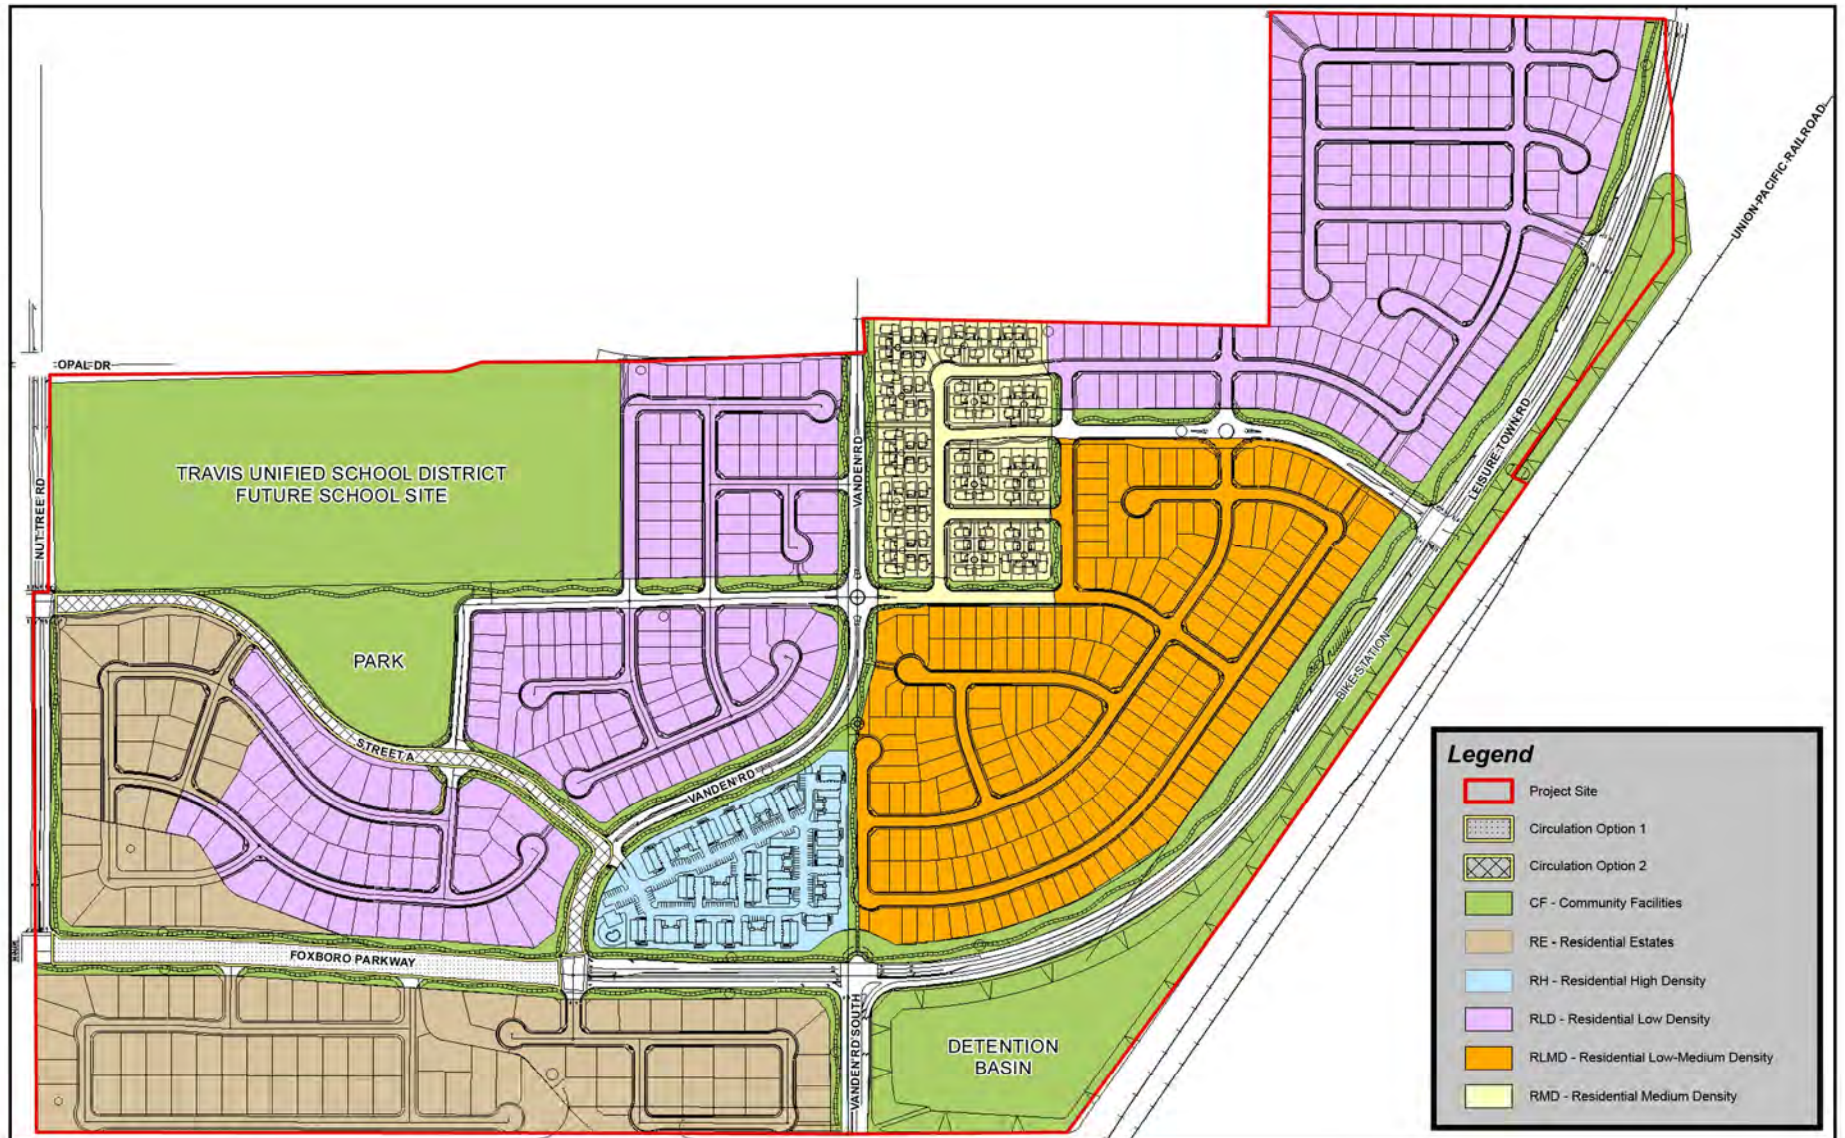 UNION PACIFIC RAILROAD
OPAL DR
NUT TREE RD
TRAVIS UNIFIED SCHOOL DISTRICT
FUTURE SCHOOL SITE
VANDEN RD
LEISURE TOWN RD
PARK
BIKE STATION
STREET A
VANDEN RD
FOXBORO PARKWAY
VANDEN RD SOUTH
DETENTION
BASIN
Legend
Project Site
Circulation Option 1
Circulation Option 2
CF - Community Facilities
RE - Residential Estates
RH - Residential High Density
RLD - Residential Low Density
RLMD - Residential Low-Medium Density
RMD - Residential Medium Density